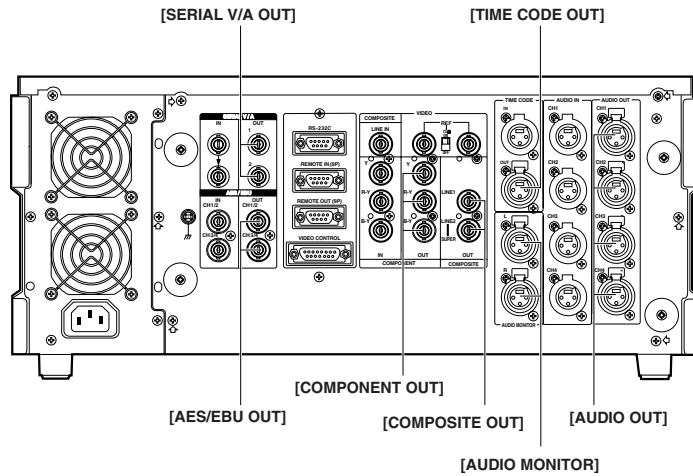 [SERIAL V/A OUT]
[TIME CODE OUT]
IN OUT
1
2
IN OUT
CH1/2 CH1/2
CH3/4 CH3/4
RS-232C
REMOTE IN (9P)
REMOTE OUT (9P)
VIDEO CONTROL
VIDEO
COMPOSITE
REF
LINE IN
ON
OFF
Y Y
R-Y R-Y
B-Y B-Y
LINE1
LINE2
SUPER
IN OUT OUT
COMPONENT COMPOSITE
TIME CODE AUDIO IN AUDIO OUT
IN CH1 CH1
OUT CH2 CH2
L CH3 CH3
R CH4 CH4
AUDIO MONITOR
[COMPONENT OUT]
[AES/EBU OUT]
[COMPOSITE OUT]
[AUDIO OUT]
[AUDIO MONITOR]